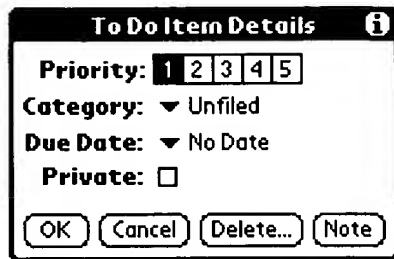 To Do Item Details i
Priority: 1 2 3 4 5
Category: Unfiled
Due Date: No Date
Private:
OK Cancel Delete... Note